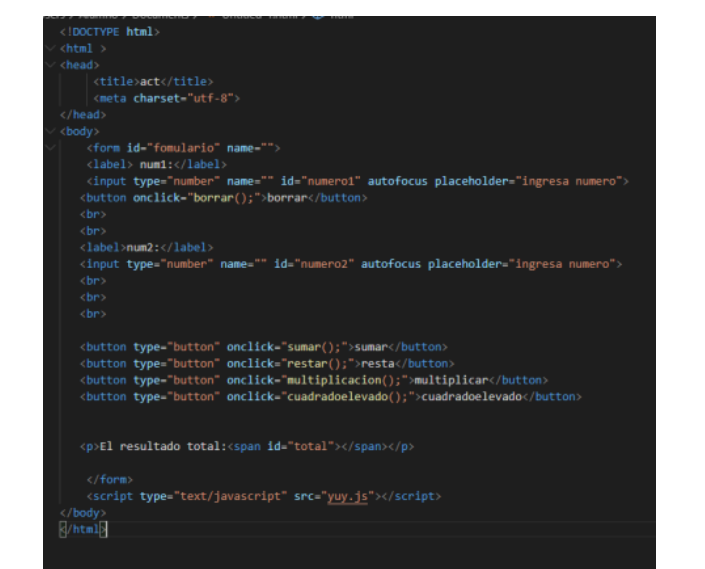 <!DOCTYPE html>
<html >
<head>
<title>act</title>
<meta charset="utf-8">
</head>
<body>
<form id="fomulario" name="">
<label> num1:</label>
<input type="number" name="" id="numero1" autofocus placeholder="ingresa numero">
<button onclick="borrar();">borrar</button>
<br>
<br>
<label>num2:</label>
<input type="number" name="" id="numero2" autofocus placeholder="ingresa numero">
<br>
<br>
<br>
<button type="button" onclick="sumar();">sumar</button>
<button type="button" onclick="restar();">resta</button>
<button type="button" onclick="multiplicacion();">multiplicar</button>
<button type="button" onclick="cuadradoelevado();">cuadradoelevado</button>
<p>El resultado total:<span id="total"></span></p>
</form>
<script type="text/javascript" src="yuy.js"></script>
</body>
</html>